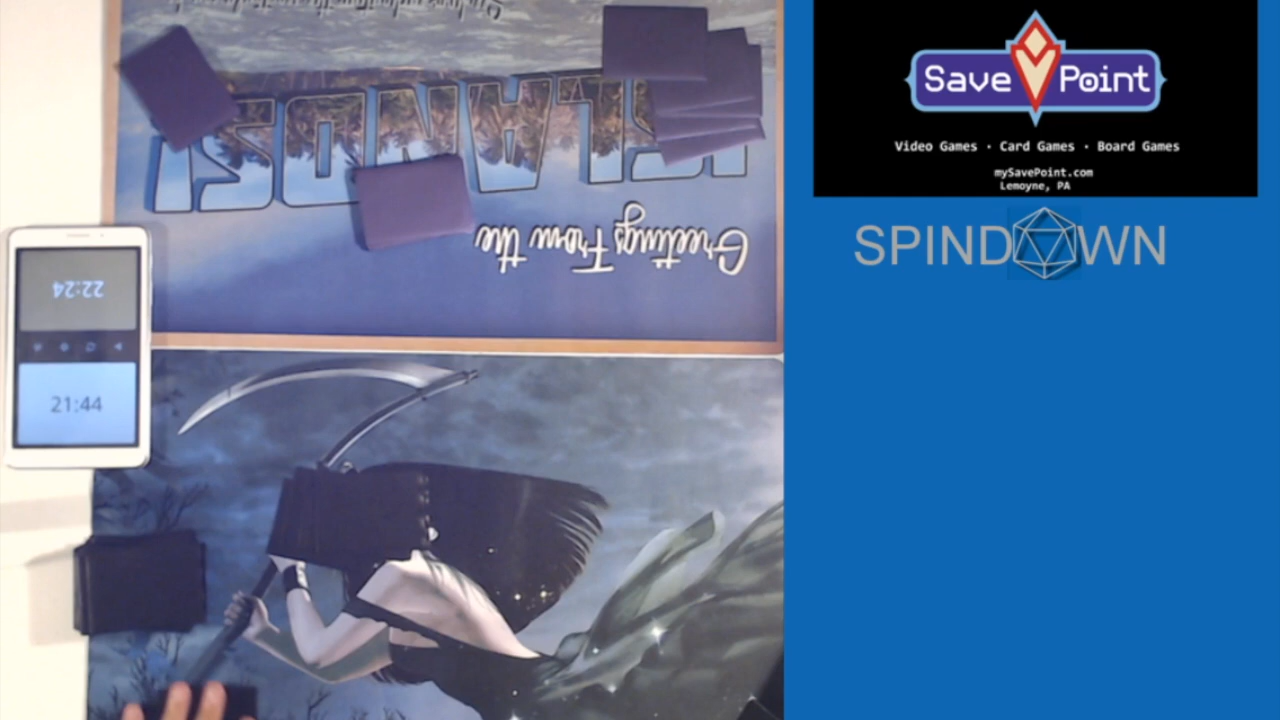 Save Point
Video Games · Card Games · Board Games
mySavePoint.com
Lemoyne, PA
SPINDOWN
ISLANDS
Greetings From the
22:24
21:44